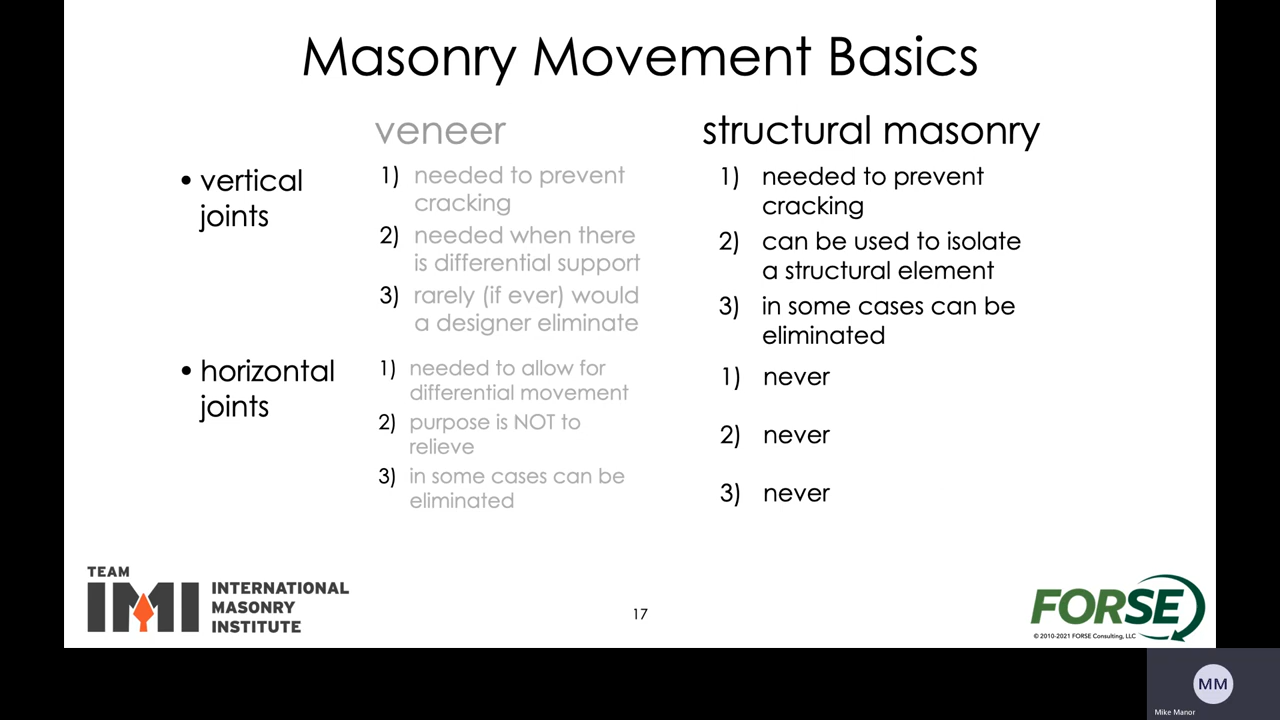 Masonry Movement Basics
veneer
structural masonry
• vertical
joints
1) needed to prevent
cracking
2) needed when there
is differential support
3) rarely (if ever) would
a designer eliminate
1) needed to prevent
cracking
2) can be used to isolate
a structural element
3) in some cases can be
eliminated
• horizontal
joints
1) needed to allow for
differential movement
2) purpose is NOT to
relieve
3) in some cases can be
eliminated
1) never
2) never
3) never
TEAM
IMI
INTERNATIONAL
MASONRY
INSTITUTE
17
FORSE
© 2010-2021 FORSE Consulting, LLC
MM
Mike Manor